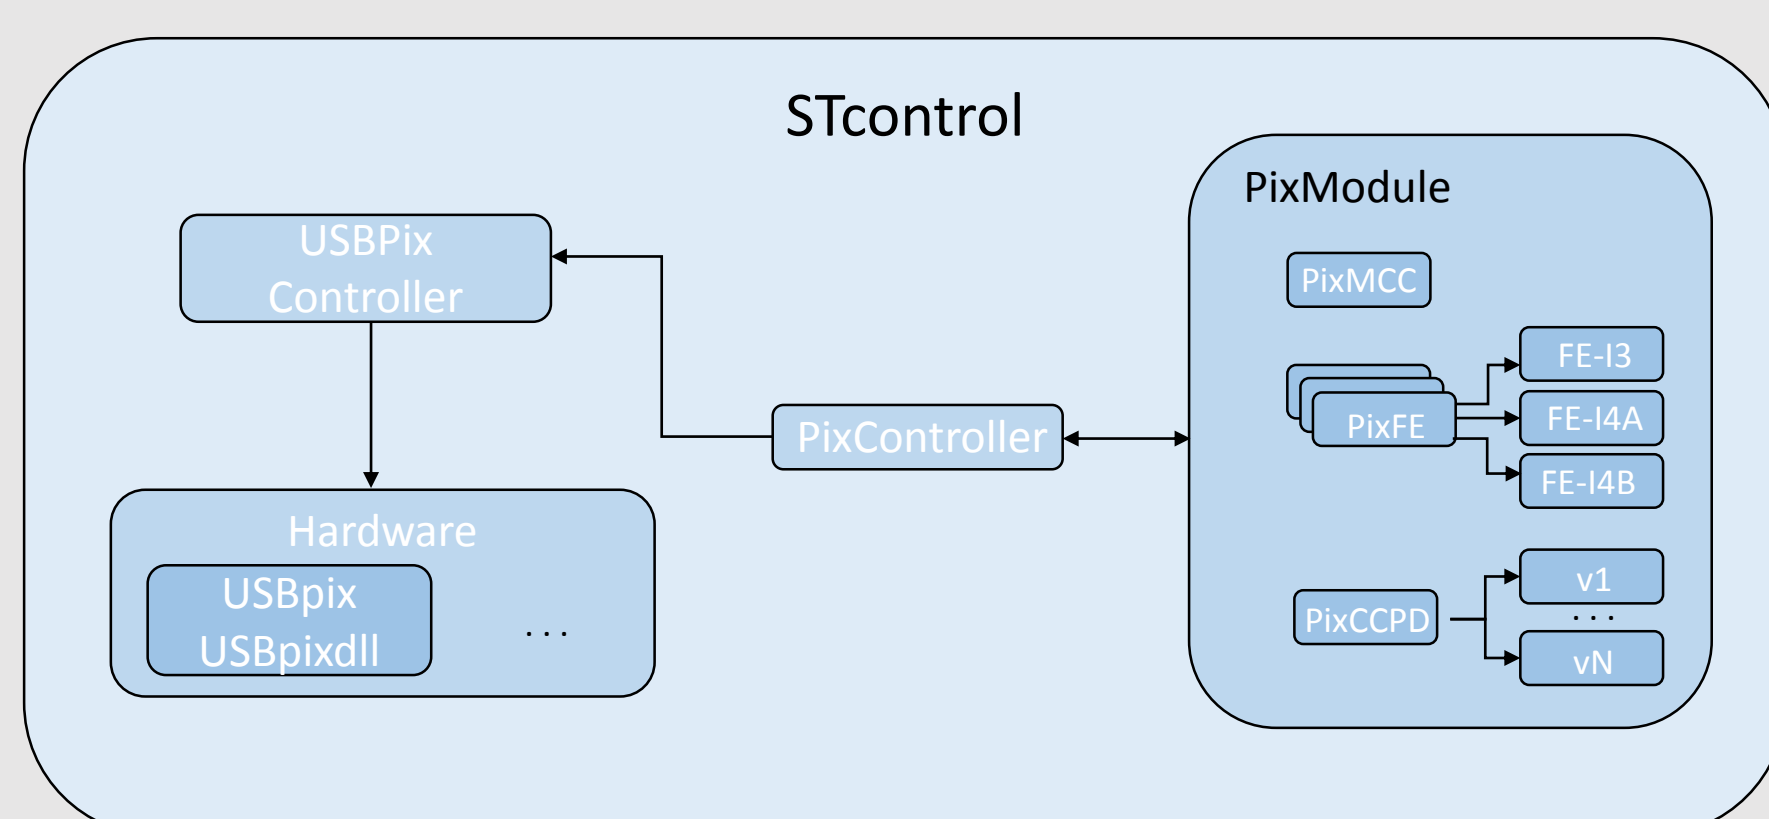 STcontrol
USBPix
Controller
Hardware
USBpix
USBpixdll
. . .
PixController
PixModule
PixMCC
PixFE
FE-I3
FE-I4A
FE-I4B
PixCCPD
v1
. . .
vN